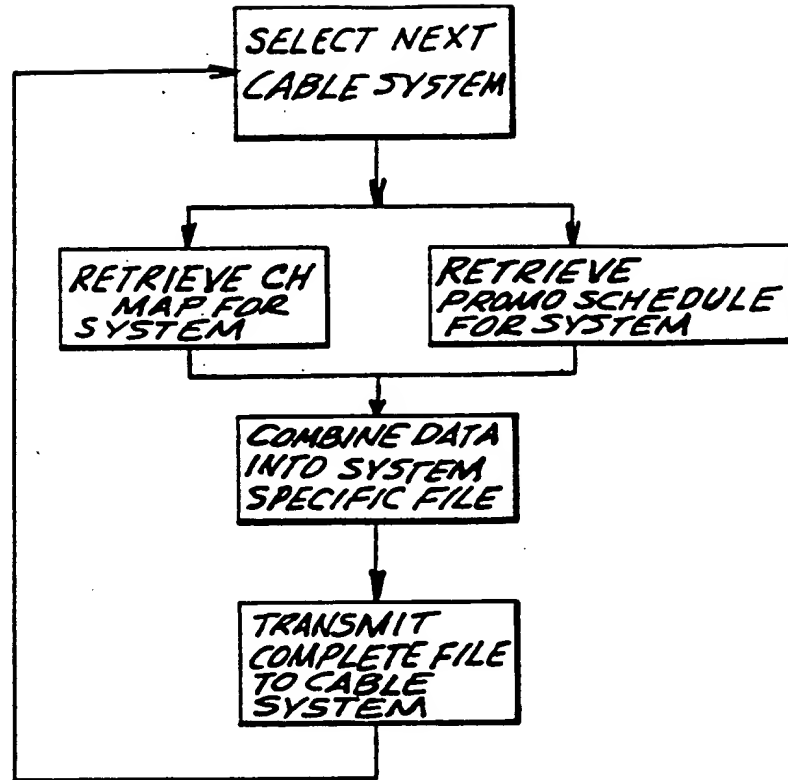 SELECT NEXT
CABLE SYSTEM
RETRIEVE CH
MAP FOR
SYSTEM
RETRIEVE
PROMO SCHEDULE
FOR SYSTEM
COMBINE DATA
INTO SYSTEM
SPECIFIC FILE
TRANSMIT
COMPLETE FILE
TO CABLE
SYSTEM